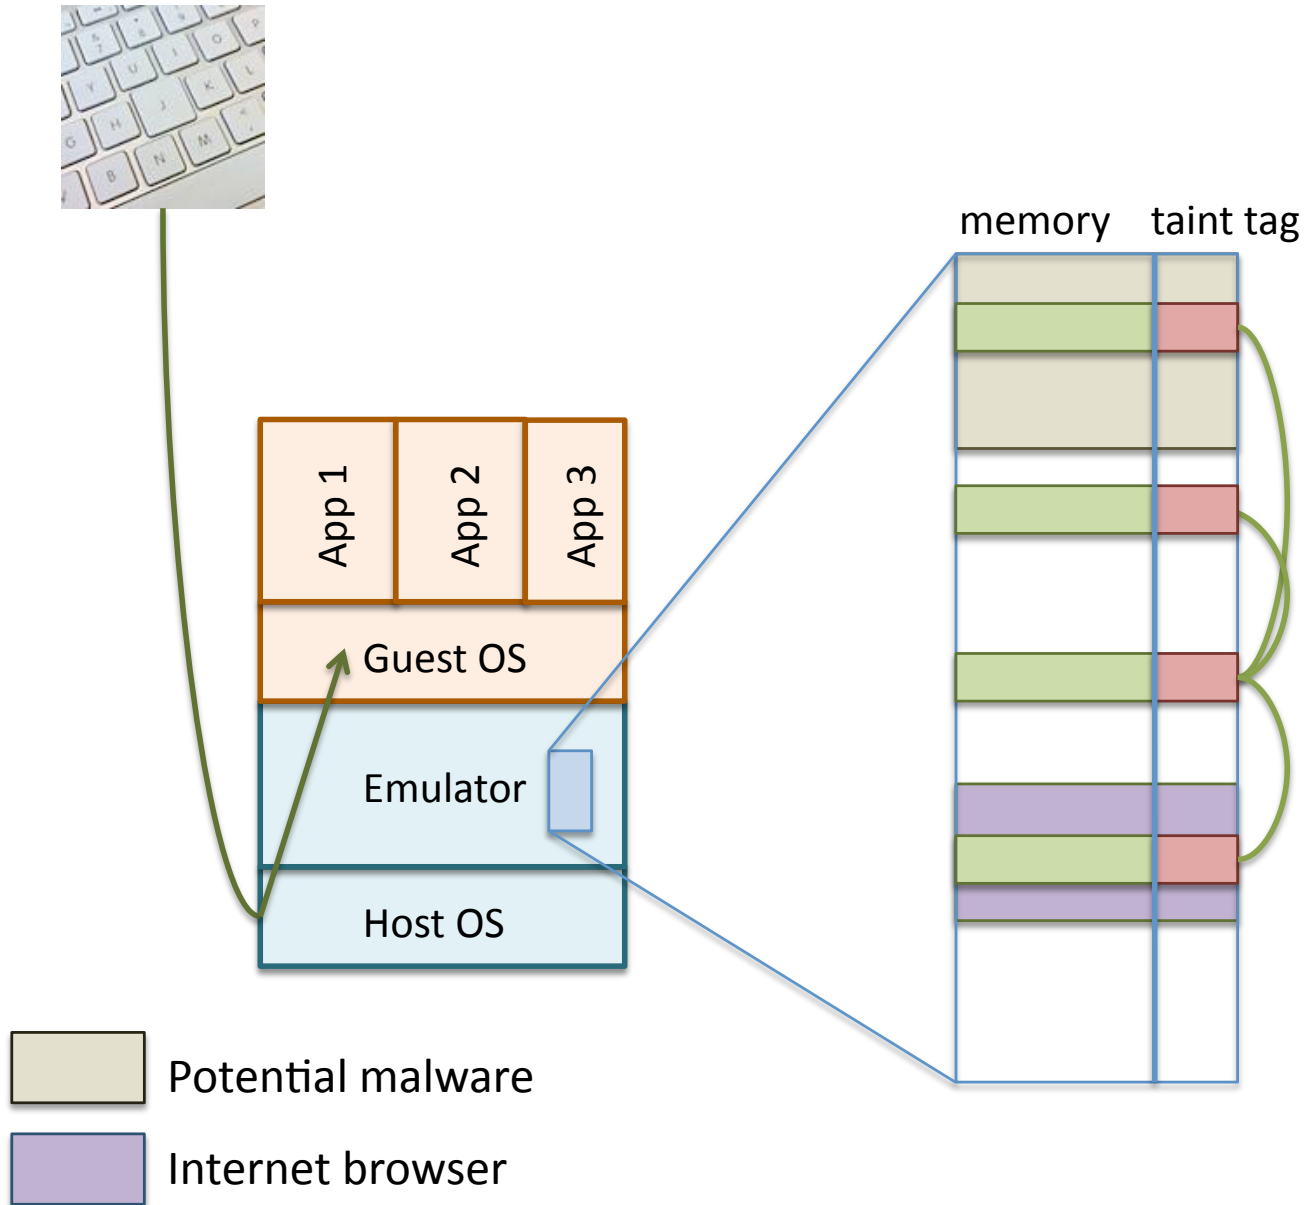 Y U I O P
G H J K L
B N M
memory taint tag
App 1
App 2
App 3
Guest OS
Emulator
Host OS
Potential malware
Internet browser